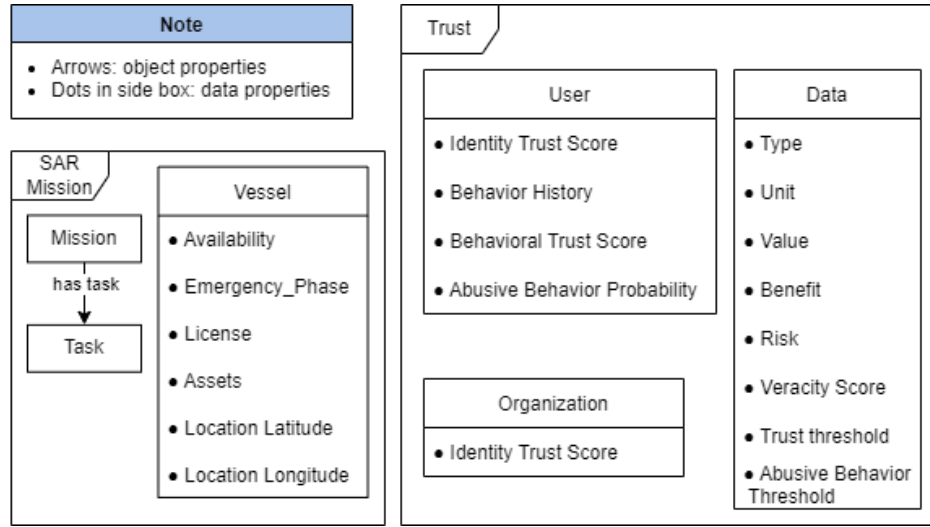 Note
• Arrows: object properties
• Dots in side box: data properties
SAR
Mission
Mission
has task
Task
Vessel
• Availability
• Emergency_Phase
• License
• Assets
• Location Latitude
• Location Longitude
Trust
User
• Identity Trust Score
• Behavior History
• Behavioral Trust Score
• Abusive Behavior Probability
Organization
• Identity Trust Score
Data
• Type
• Unit
• Value
• Benefit
• Risk
• Veracity Score
• Trust threshold
• Abusive Behavior
Threshold